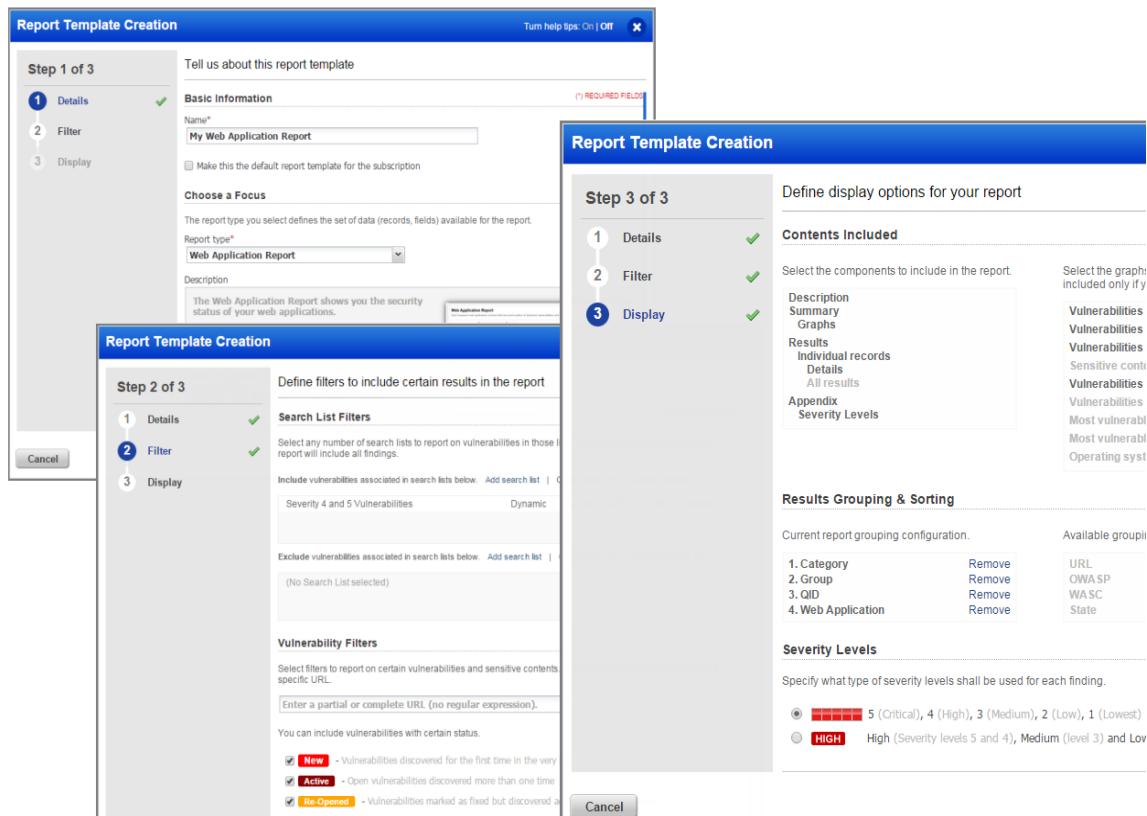 Report Template Creation
Turn help tips: On | Off
Step 1 of 3
1 Details
2 Filter
3 Display
Tell us about this report template
Basic Information
(*) REQUIRED FIELDS
Name*
My Web Application Report
Make this the default report template for the subscription
Choose a Focus
The report type you select defines the set of data (records, fields) available for the report.
Report type*
Web Application Report
Description
The Web Application Report shows you the security
status of your web applications.
Web Application Report
Cancel
Report Template Creation
Step 2 of 3
1 Details
2 Filter
3 Display
Define filters to include certain results in the report
Search List Filters
Select any number of search lists to report on vulnerabilities in those
report will include all findings.
Include vulnerabilities associated in search lists below. Add search list |
Severity 4 and 5 Vulnerabilities Dynamic
Exclude vulnerabilities associated in search lists below. Add search list |
(No Search List selected)
Vulnerability Filters
Select filters to report on certain vulnerabilities and sensitive contents.
specific URL.
Enter a partial or complete URL (no regular expression).
You can include vulnerabilities with certain status.
New - Vulnerabilities discovered for the first time in the very
Active - Open vulnerabilities discovered more than one time
Re-Opened - Vulnerabilities marked as fixed but discovered
Report Template Creation
Step 3 of 3
1 Details
2 Filter
3 Display
Define display options for your report
Contents Included
Select the components to include in the report.
Description
Summary
Graphs
Results
Individual records
Details
All results
Appendix
Severity Levels
Select the graphs
included only if y
Vulnerabilities
Vulnerabilities
Vulnerabilities
Sensitive conte
Vulnerabilities
Vulnerabilities
Most vulnerabl
Most vulnerabl
Operating syst
Results Grouping & Sorting
Current report grouping configuration.
1. Category Remove
2. Group Remove
3. QID Remove
4. Web Application Remove
Available groupin
URL
OWASP
WASC
State
Severity Levels
Specify what type of severity levels shall be used for each finding.
5 (Critical), 4 (High), 3 (Medium), 2 (Low), 1 (Lowest)
HIGH High (Severity levels 5 and 4), Medium (level 3) and Low
Cancel